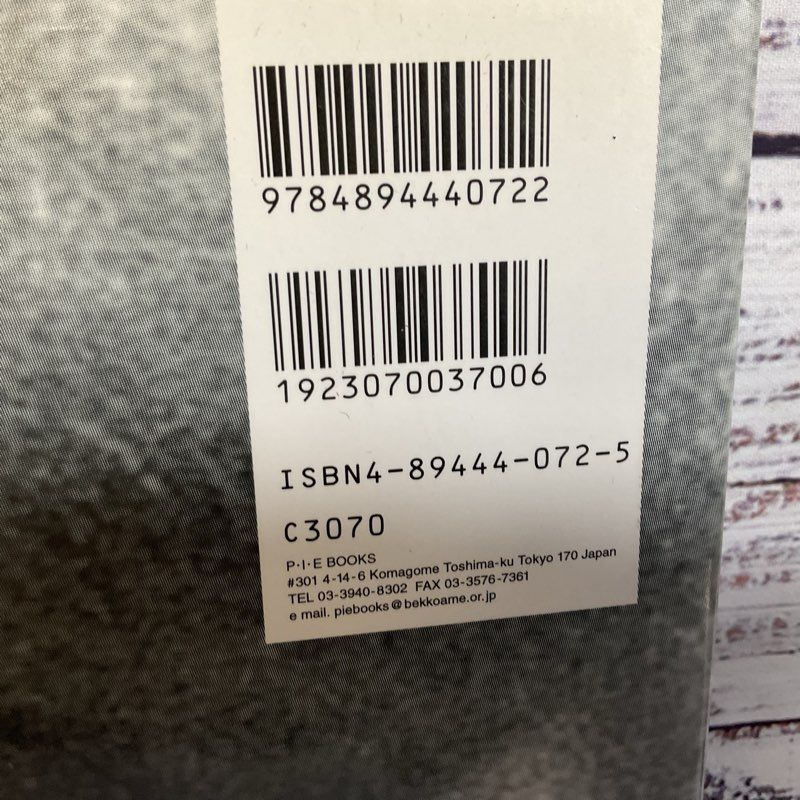 9784894440722
1923070037006
ISBN4-89444-072-5
C3070
P·I·E BOOKS
#301 4-14-6 Komagome Toshima-ku Tokyo 170 Japan
TEL 03-3940-8302 FAX 03-3576-7361
e mail. piebooks@bekkoame.or.jp